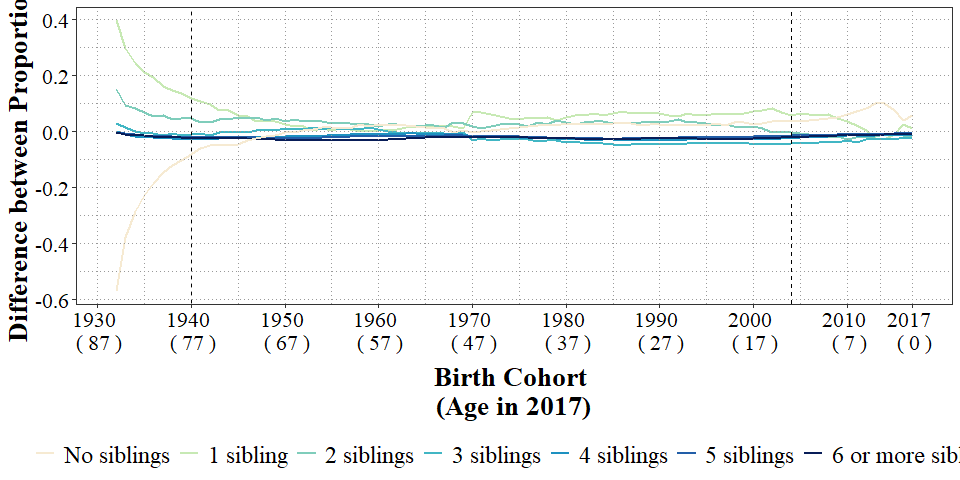 Difference between Proportio
0.4
0.2
0.0
-0.2
-0.4
-0.6
1930 1940 1950 1960 1970 1980 1990 2000 2010 2017
( 87 ) ( 77 ) ( 67 ) ( 57 ) ( 47 ) ( 37 ) ( 27 ) ( 17 ) ( 7 ) ( 0 )
Birth Cohort
(Age in 2017)
No siblings 1 sibling 2 siblings 3 siblings 4 siblings 5 siblings 6 or more sibl